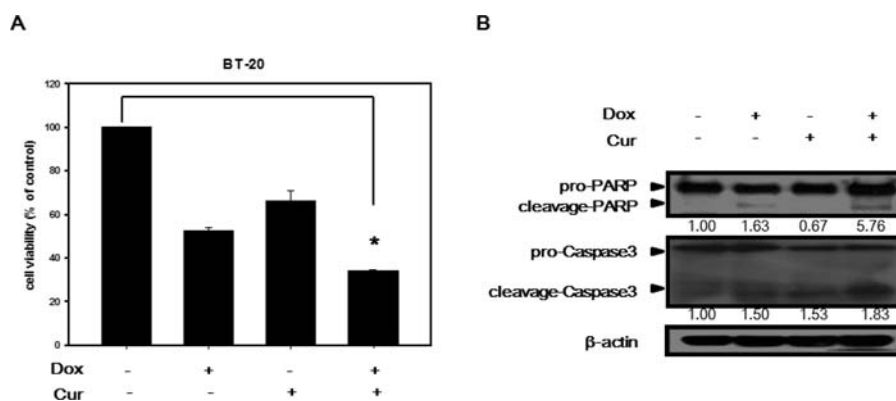 A
BT-20
cell viability (% of control)
120
100
80
60
40
20
0
*
Dox - + - +
Cur - - + +
B
Dox - + - +
Cur - - + +
pro-PARP
cleavage-PARP
1.00 1.63 0.67 5.76
pro-Caspase3
cleavage-Caspase3
1.00 1.50 1.53 1.83
β-actin